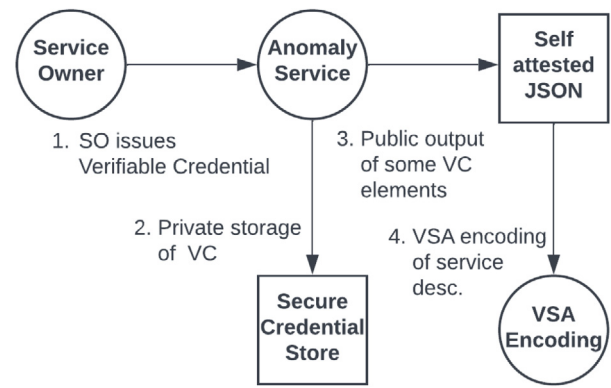 Service
Owner
Anomaly
Service
Self
attested
JSON
1. SO issues
Verifiable Credential
3. Public output
of some VC
elements
2. Private storage
of VC
4. VSA encoding
of service
desc.
Secure
Credential
Store
VSA
Encoding